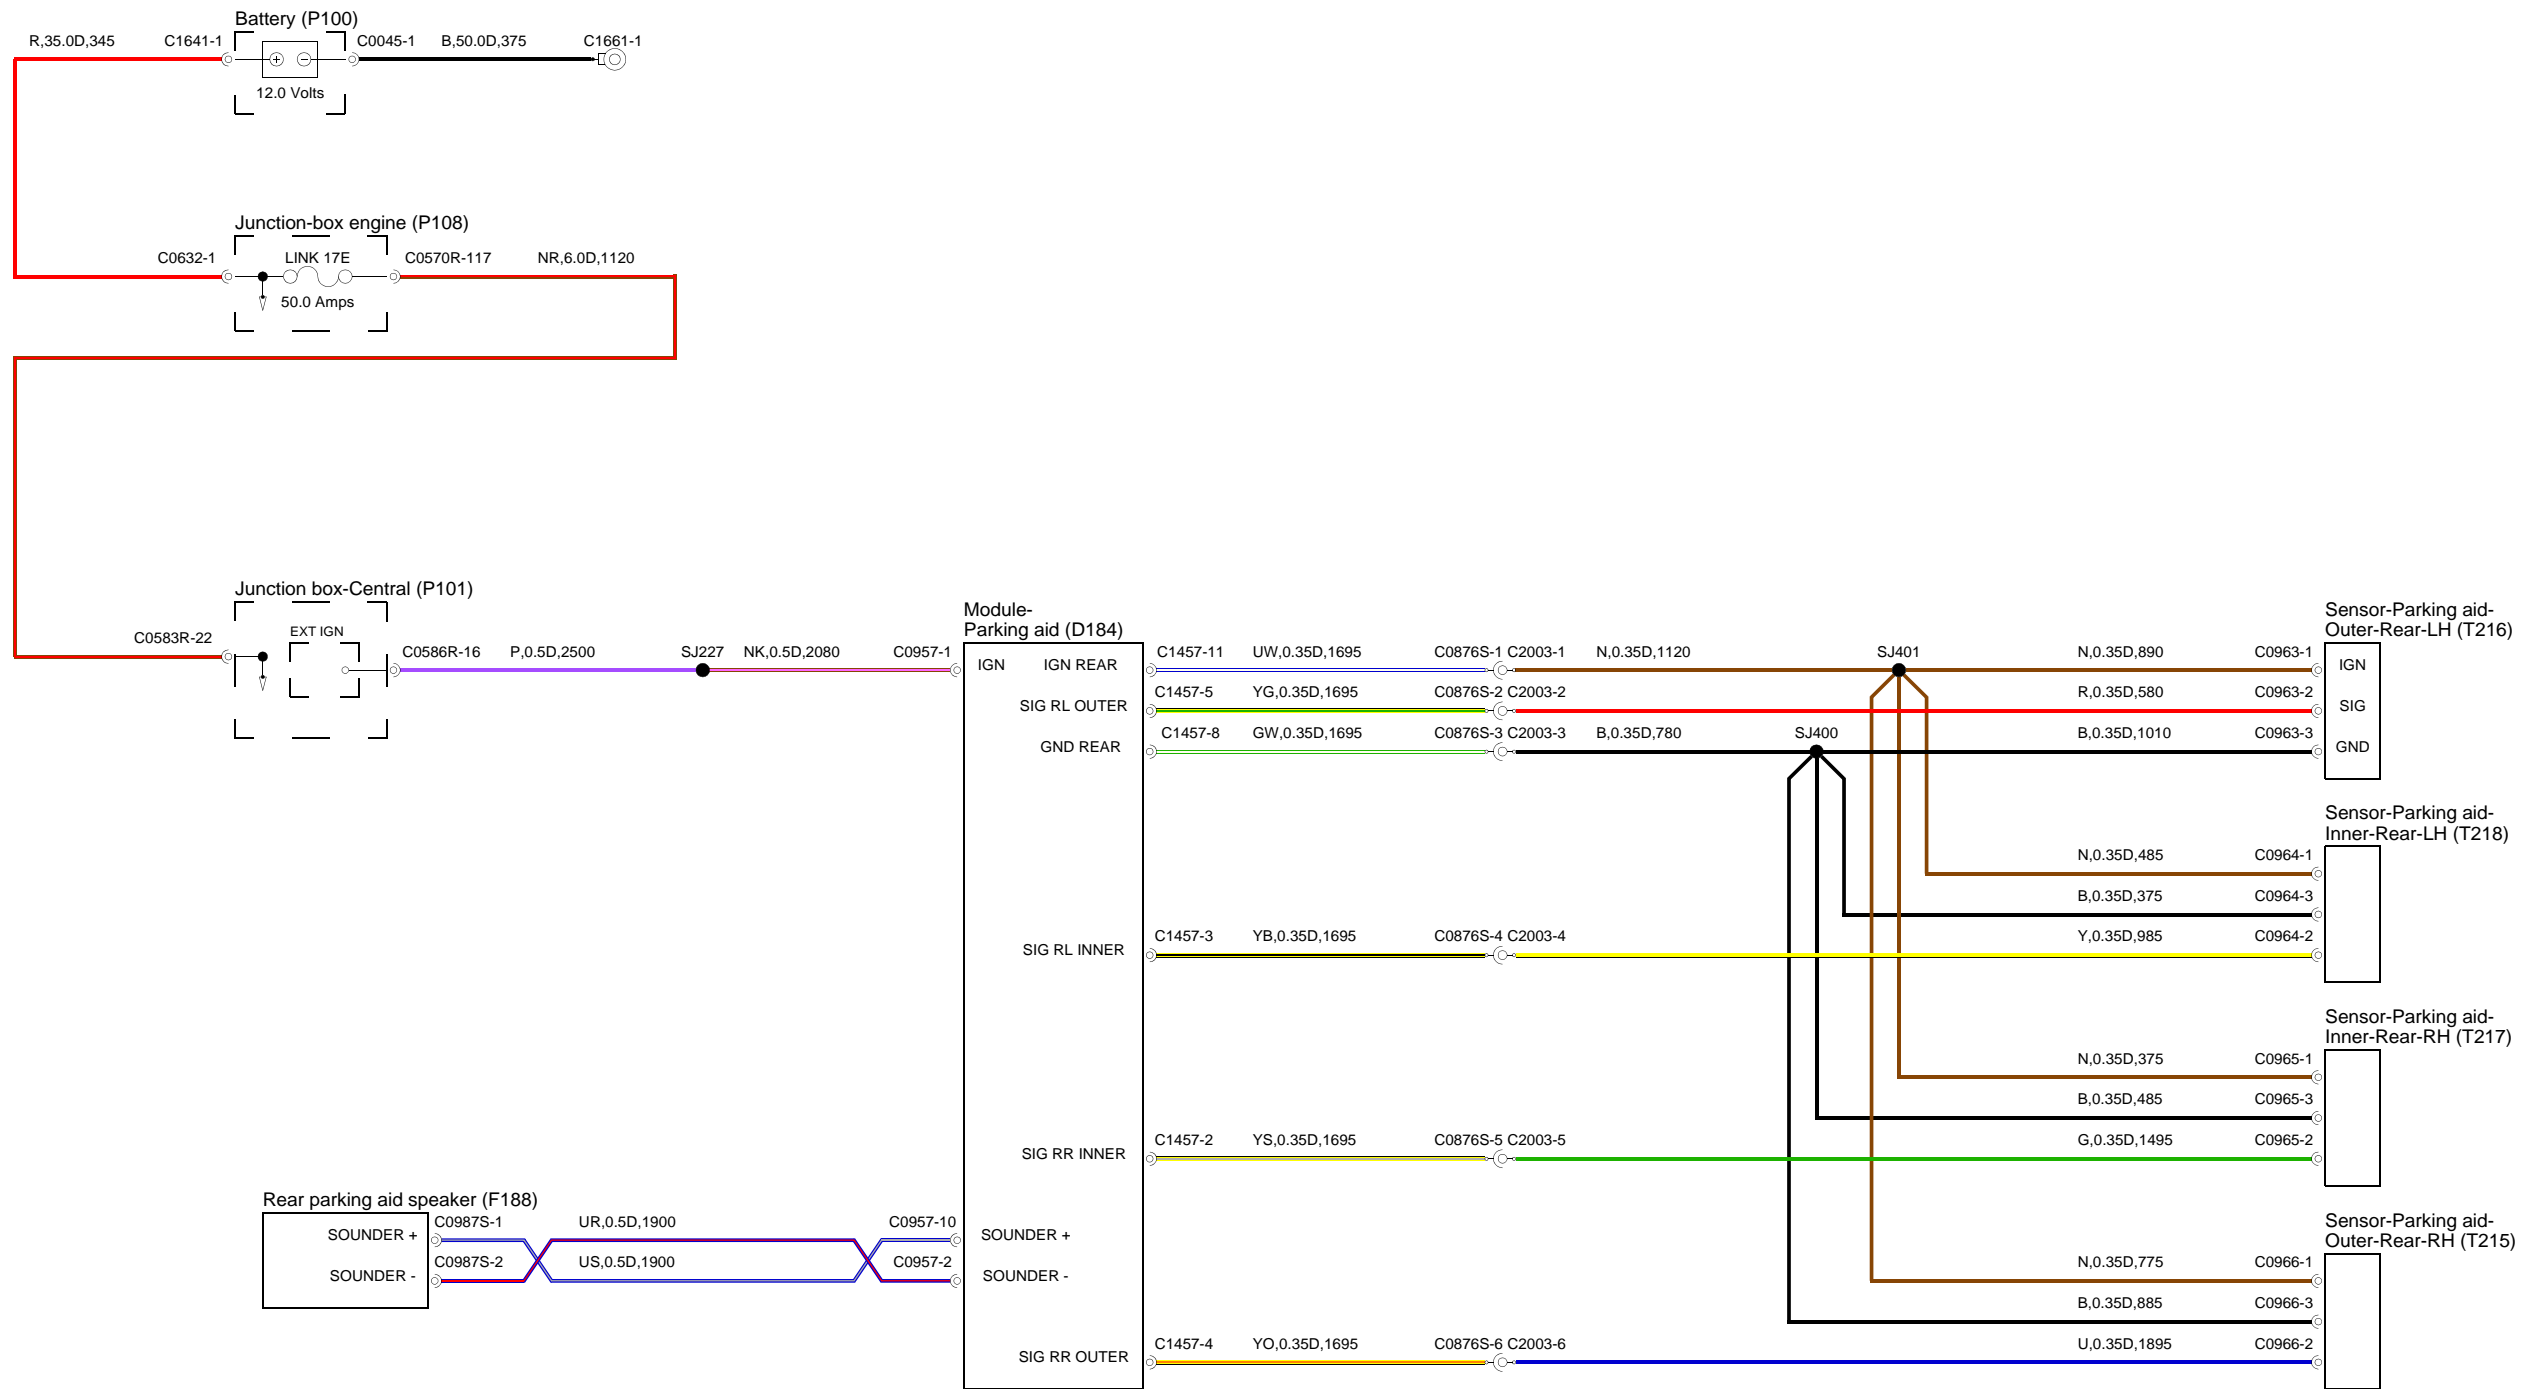 Battery (P100)
R,35.0D,345
C1641-1
C0045-1
B,50.0D,375
C1661-1
12.0 Volts
Junction-box engine (P108)
C0632-1
LINK 17E
C0570R-117
NR,6.0D,1120
50.0 Amps
Junction box-Central (P101)
C0583R-22
EXT IGN
C0586R-16
P,0.5D,2500
SJ227
NK,0.5D,2080
C0957-1
Module-
Parking aid (D184)
IGN
IGN REAR
C1457-11
UW,0.35D,1695
C0876S-1
C2003-1
N,0.35D,1120
SJ401
N,0.35D,890
C0963-1
Sensor-Parking aid-
Outer-Rear-LH (T216)
IGN
SIG RL OUTER
C1457-5
YG,0.35D,1695
C0876S-2
C2003-2
R,0.35D,580
C0963-2
SIG
GND REAR
C1457-8
GW,0.35D,1695
C0876S-3
C2003-3
B,0.35D,780
SJ400
B,0.35D,1010
C0963-3
GND
Sensor-Parking aid-
Inner-Rear-LH (T218)
N,0.35D,485
C0964-1
B,0.35D,375
C0964-3
SIG RL INNER
C1457-3
YB,0.35D,1695
C0876S-4
C2003-4
Y,0.35D,985
C0964-2
Sensor-Parking aid-
Inner-Rear-RH (T217)
N,0.35D,375
C0965-1
B,0.35D,485
C0965-3
SIG RR INNER
C1457-2
YS,0.35D,1695
C0876S-5
C2003-5
G,0.35D,1495
C0965-2
Rear parking aid speaker (F188)
SOUNDER +
C0987S-1
UR,0.5D,1900
C0957-10
SOUNDER +
SOUNDER -
C0987S-2
US,0.5D,1900
C0957-2
SOUNDER -
Sensor-Parking aid-
Outer-Rear-RH (T215)
N,0.35D,775
C0966-1
B,0.35D,885
C0966-3
SIG RR OUTER
C1457-4
YO,0.35D,1695
C0876S-6
C2003-6
U,0.35D,1895
C0966-2